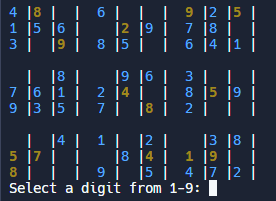 4 |8 |  |  6 |  |  |  9 |2 |5 |
1 |5 |6 |    |2 |9 |  7 |8 |  |
3 |  |9 |  8 |5 |  |  6 |4 |1 |
  |  |8 |    |9 |6 |  3 |  |  |
7 |6 |1 |  2 |4 |  |  8 |5 |9 |
9 |3 |5 |  7 |  |8 |  2 |  |  |
  |  |4 |  1 |  |2 |    |3 |8 |
5 |7 |  |    |8 |4 |  1 |9 |  |
8 |  |  |  9 |  |5 |  4 |7 |2 |
Select a digit from 1-9: